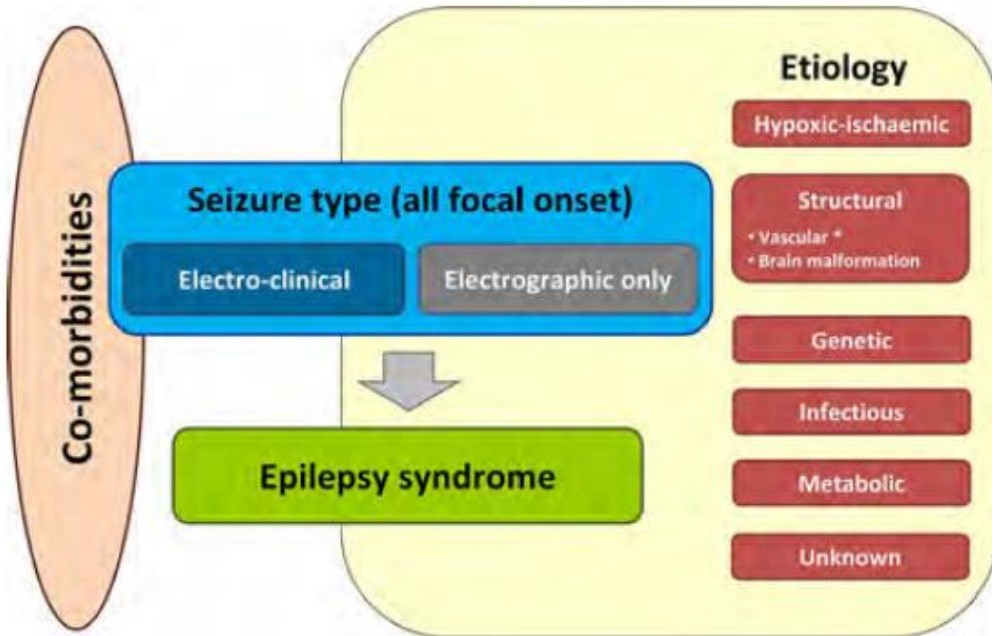 Co-morbidities
Seizure type (all focal onset)
Electro-clinical
Electrographic only
Epilepsy syndrome
Etiology
Hypoxic-ischaemic
Structural
• Vascular *
• Brain malformation
Genetic
Infectious
Metabolic
Unknown